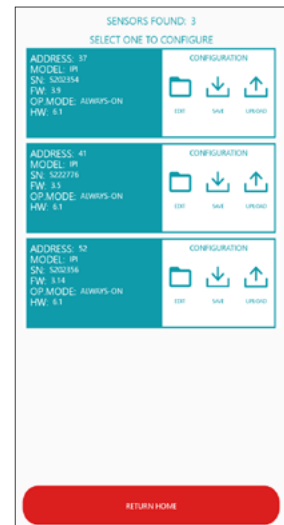 SENSORS FOUND: 3
SELECT ONE TO CONFIGURE
ADDRESS: 37
MODEL: IPI
SN: S202354
FW: 3.9
OP.MODE: ALWAYS-ON
HW: 6.1
CONFIGURATION
EDIT SAVE UPLOAD
ADDRESS: 41
MODEL: IPI
SN: S222776
FW: 3.5
OP.MODE: ALWAYS-ON
HW: 6.1
CONFIGURATION
EDIT SAVE UPLOAD
ADDRESS: 52
MODEL: IPI
SN: S202356
FW: 3.14
OP.MODE: ALWAYS-ON
HW: 6.1
CONFIGURATION
EDIT SAVE UPLOAD
RETURN HOME